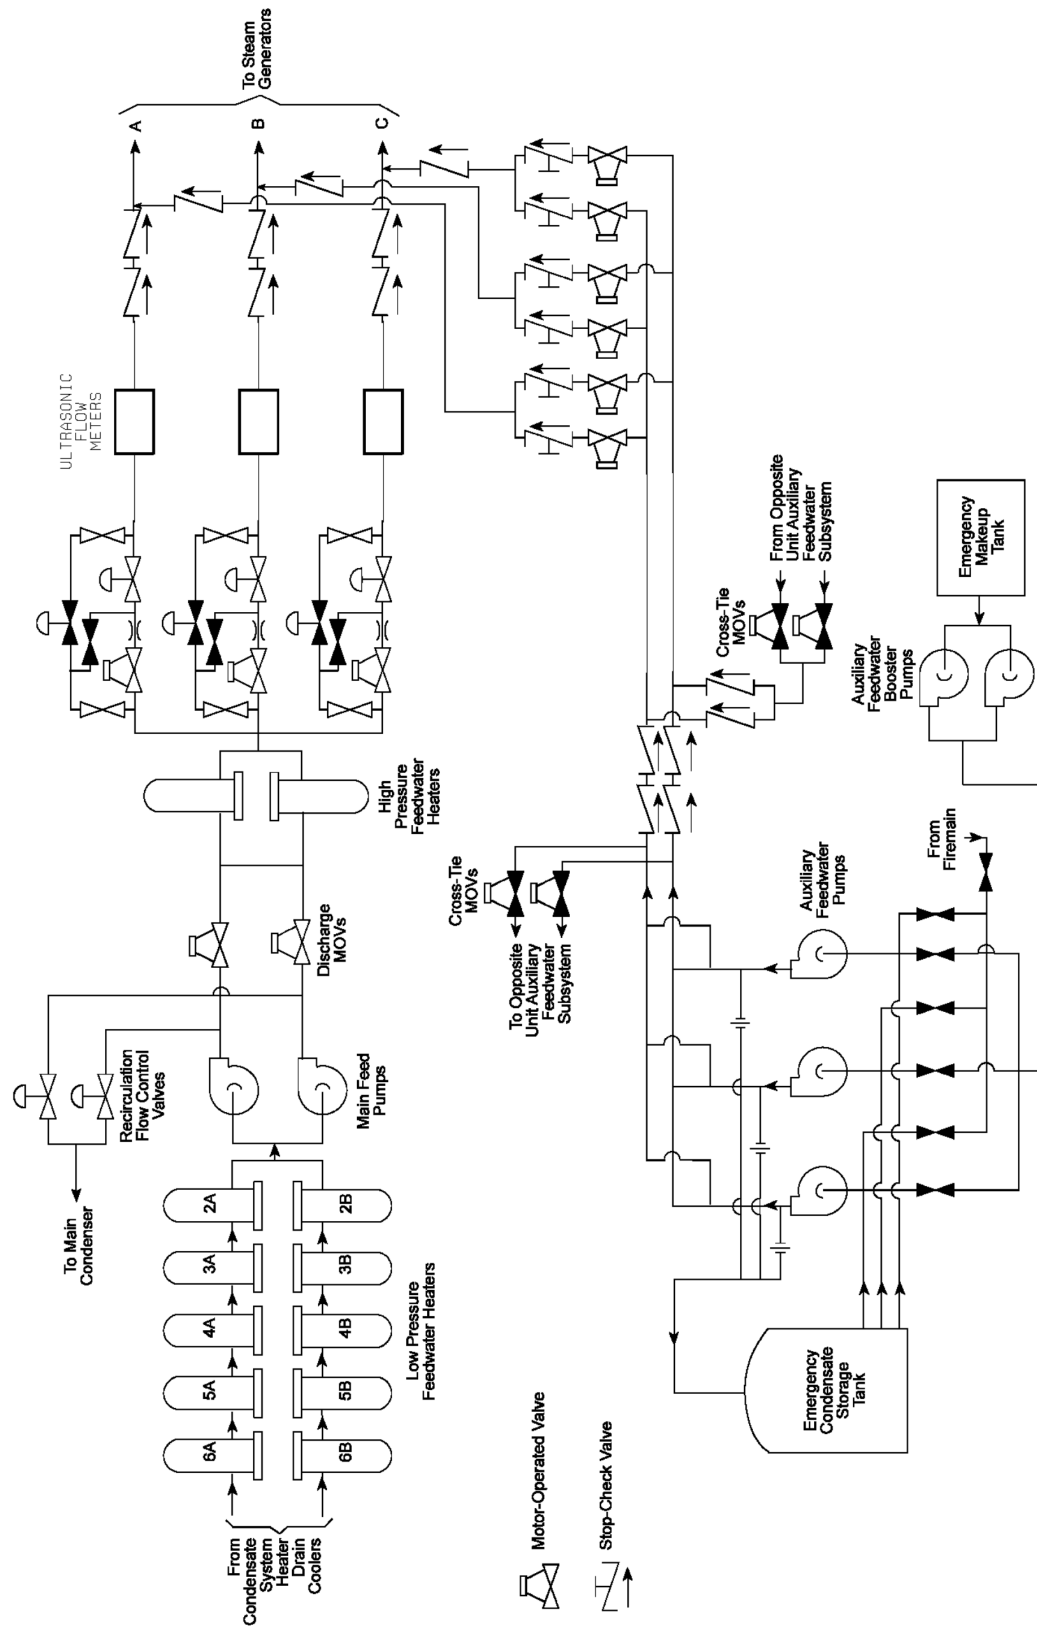 From
Condensate
System
Heater
Drain
Coolers
6A
5A
4A
3A
2A
6B
5B
4B
3B
2B
Low Pressure
Feedwater Heaters
To Main
Condenser
Recirculation
Flow Control
Valves
Main Feed
Pumps
Discharge
MOVs
High
Pressure
Feedwater
Heaters
ULTRASONIC
FLOW
METERS
A
B
C
To Steam
Generators
Cross-Tie
MOVs
To Opposite
Unit Auxiliary
Feedwater
Subsystem
Cross-Tie
MOVs
From Opposite
Unit Auxiliary
Feedwater
Subsystem
Motor-Operated Valve
Stop-Check Valve
Emergency
Condensate
Storage
Tank
Auxiliary
Feedwater
Pumps
From
Firemain
Auxiliary
Feedwater
Booster
Pumps
Emergency
Makeup
Tank